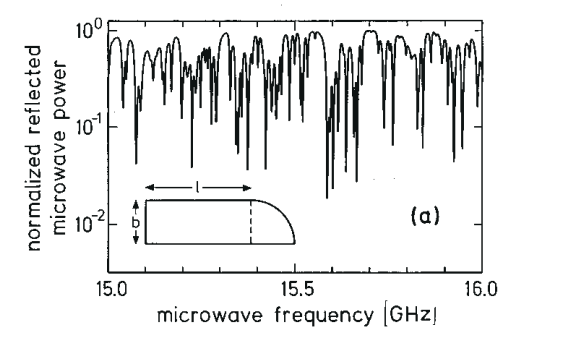 normalized reflected
microwave power
10⁰
10⁻¹
10⁻²
l
b
(a)
15.0 15.5 16.0
microwave frequency [GHz]